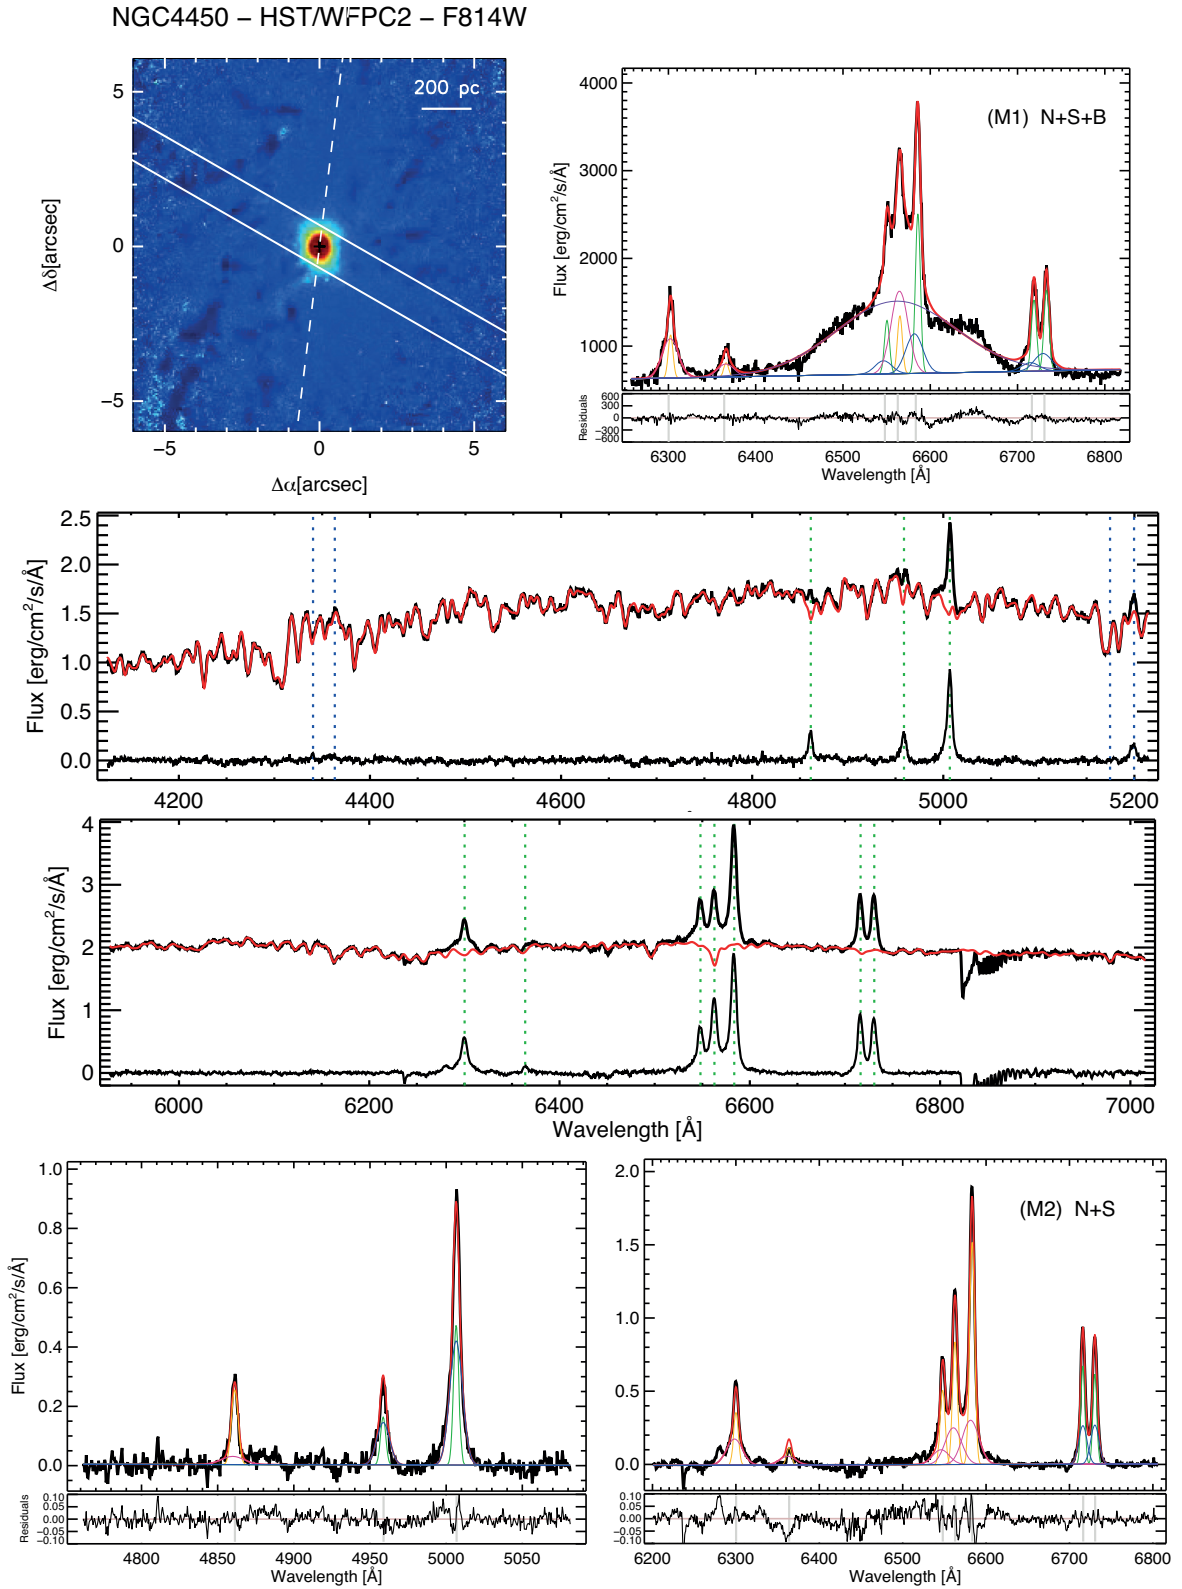 NGC4450 – HST/WFPC2 – F814W
200 pc
5
0
−5
Δδ[arcsec]
−5 0 5
Δα[arcsec]
(M1) N+S+B
4000
3000
2000
1000
Flux [erg/cm²/s/Å]
600
300
−300
−600
Residuals
6300 6400 6500 6600 6700 6800
Wavelength [Å]
2.5
2.0
1.5
1.0
0.5
0.0
Flux [erg/cm²/s/Å]
4200 4400 4600 4800 5000 5200
4
3
2
1
0
Flux [erg/cm²/s/Å]
6000 6200 6400 6600 6800 7000
Wavelength [Å]
1.0
0.8
0.6
0.4
0.2
0.0
Flux [erg/cm²/s/Å]
0.10
0.05
0.00
−0.05
−0.10
Residuals
4800 4850 4900 4950 5000 5050
Wavelength [Å]
(M2) N+S
2.0
1.5
1.0
0.5
0.0
0.10
0.05
0.00
−0.05
−0.10
Residuals
6200 6300 6400 6500 6600 6700 6800
Wavelength [Å]